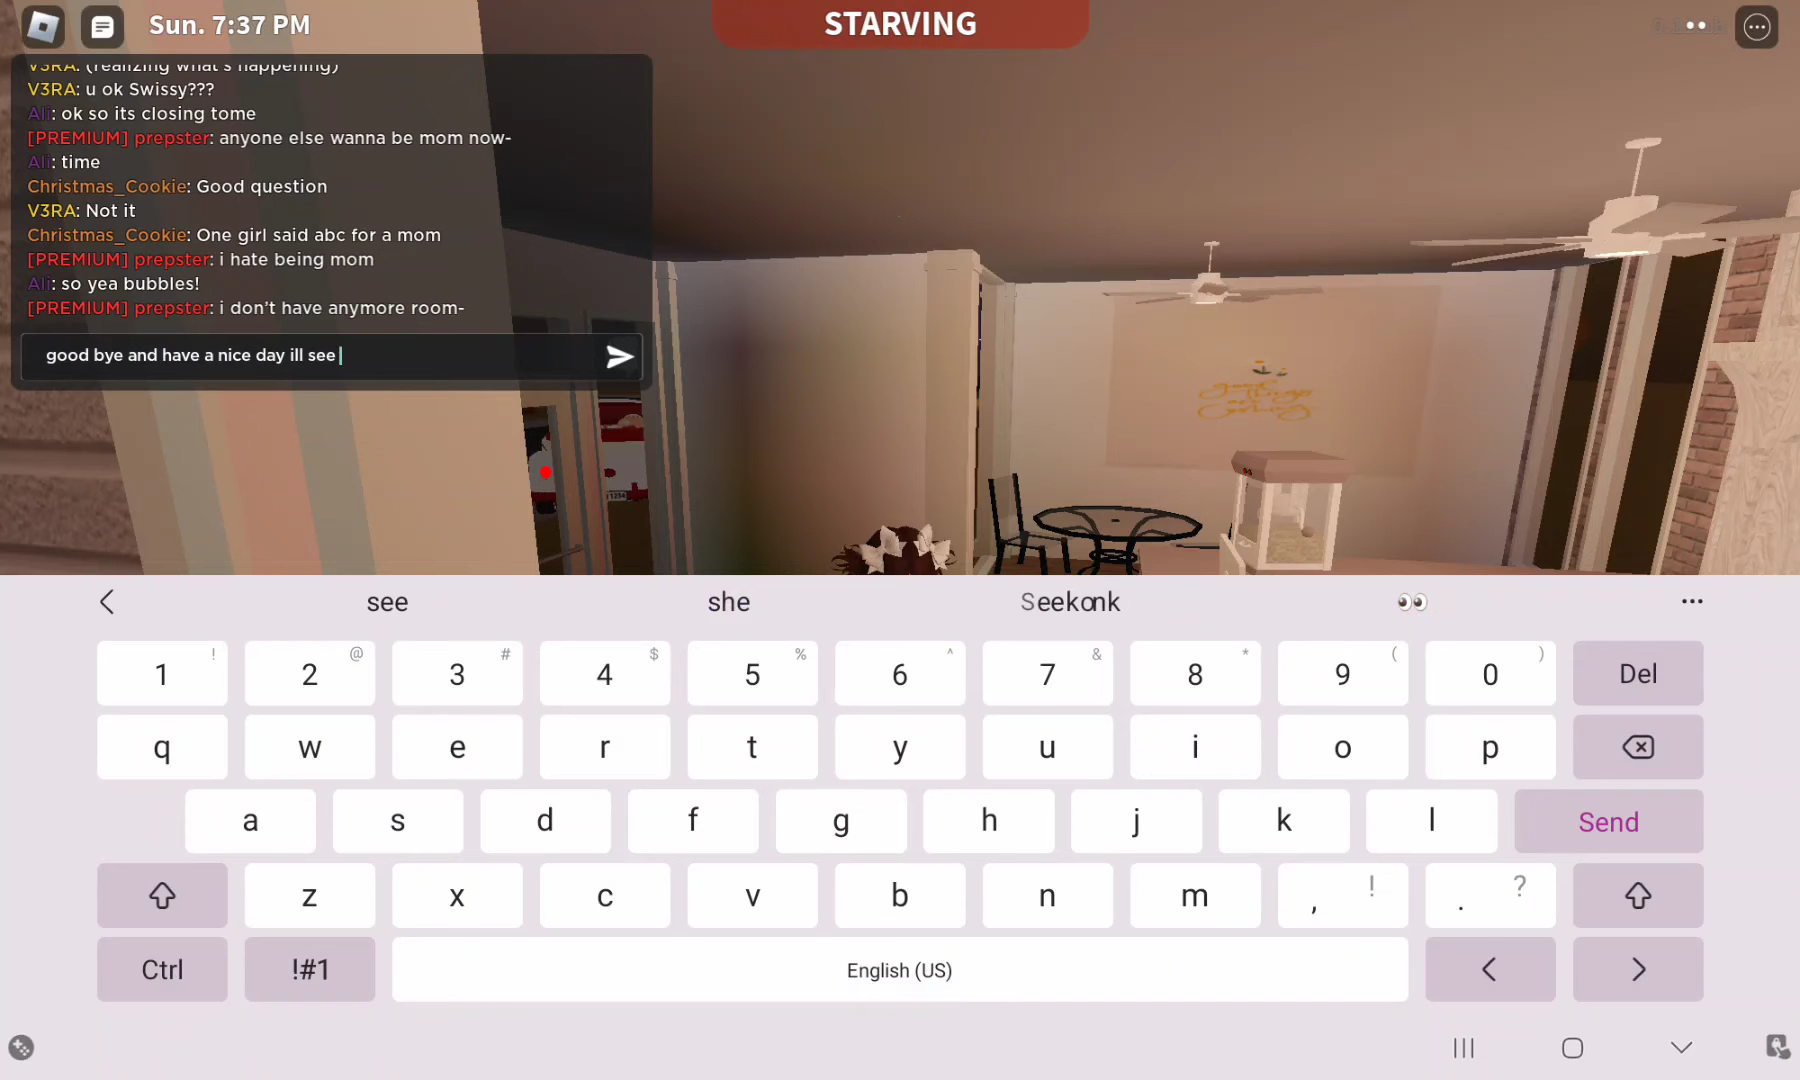 Sun. 7:37 PM
STARVING
V3RA: (realizing what's happening)
V3RA: u ok Swissy???
Ali: ok so its closing tome
[PREMIUM] prepster: anyone else wanna be mom now-
Ali: time
Christmas_Cookie: Good question
V3RA: Not it
Christmas_Cookie: One girl said abc for a mom
[PREMIUM] prepster: i hate being mom
Ali: so yea bubbles!
[PREMIUM] prepster: i don't have anymore room-
good bye and have a nice day ill see
see she Seekonk 👀
1 ! 2 @ 3 # 4 $ 5 % 6 ^ 7 & 8 * 9 ( 0 ) Del
q w e r t y u i o p
a s d f g h j k l Send
z x c v b n m , ! . ?
Ctrl !#1 English (US) < >